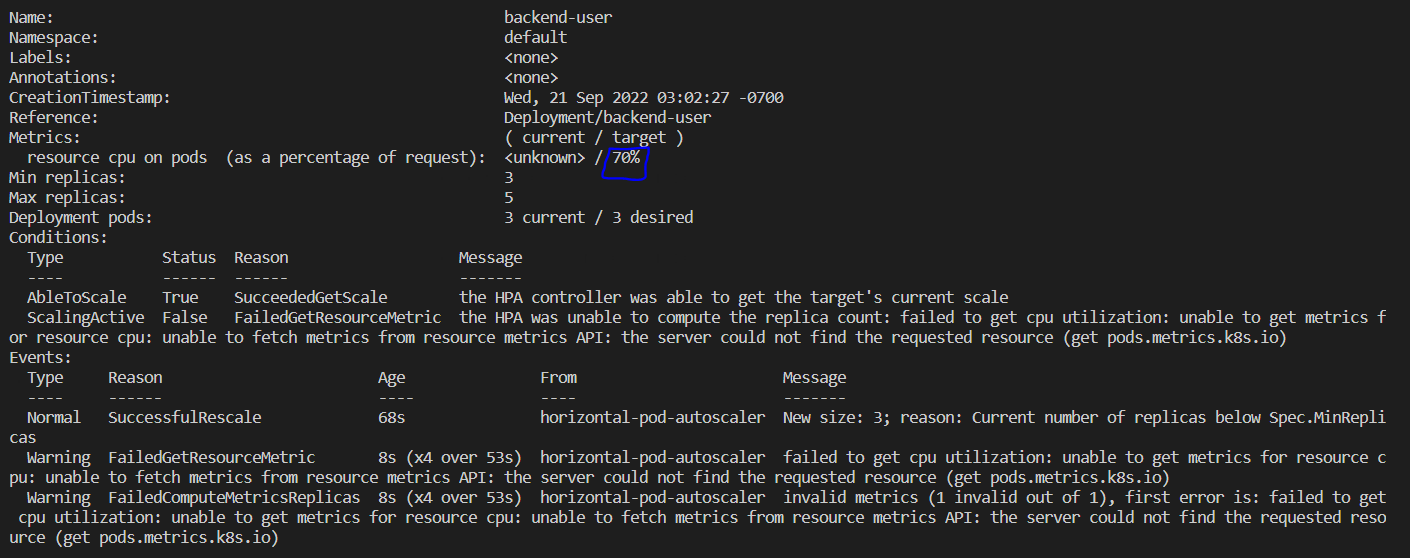 Name: backend-user
Namespace: default
Labels: <none>
Annotations: <none>
CreationTimestamp: Wed, 21 Sep 2022 03:02:27 -0700
Reference: Deployment/backend-user
Metrics: ( current / target )
resource cpu on pods (as a percentage of request): <unknown> / 70%
Min replicas: 3
Max replicas: 5
Deployment pods: 3 current / 3 desired
Conditions:
Type Status Reason Message
---- ------ ------ -------
AbleToScale True SucceededGetScale the HPA controller was able to get the target's current scale
ScalingActive False FailedGetResourceMetric the HPA was unable to compute the replica count: failed to get cpu utilization: unable to get metrics f
or resource cpu: unable to fetch metrics from resource metrics API: the server could not find the requested resource (get pods.metrics.k8s.io)
Events:
Type Reason Age From Message
---- ------ ---- ---- -------
Normal SuccessfulRescale 68s horizontal-pod-autoscaler New size: 3; reason: Current number of replicas below Spec.MinRepli
cas
Warning FailedGetResourceMetric 8s (x4 over 53s) horizontal-pod-autoscaler failed to get cpu utilization: unable to get metrics for resource c
pu: unable to fetch metrics from resource metrics API: the server could not find the requested resource (get pods.metrics.k8s.io)
Warning FailedComputeMetricsReplicas 8s (x4 over 53s) horizontal-pod-autoscaler invalid metrics (1 invalid out of 1), first error is: failed to get
cpu utilization: unable to get metrics for resource cpu: unable to fetch metrics from resource metrics API: the server could not find the requested reso
urce (get pods.metrics.k8s.io)